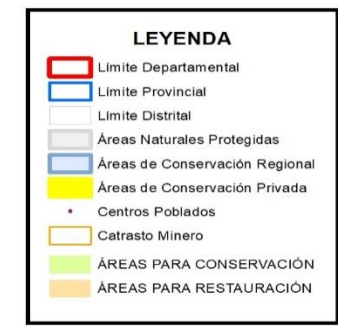 LEYENDA
Límite Departamental
Límite Provincial
Límite Distrital
Áreas Naturales Protegidas
Áreas de Conservación Regional
Áreas de Conservación Privada
Centros Poblados
Catrasto Minero
ÁREAS PARA CONSERVACIÓN
ÁREAS PARA RESTAURACIÓN